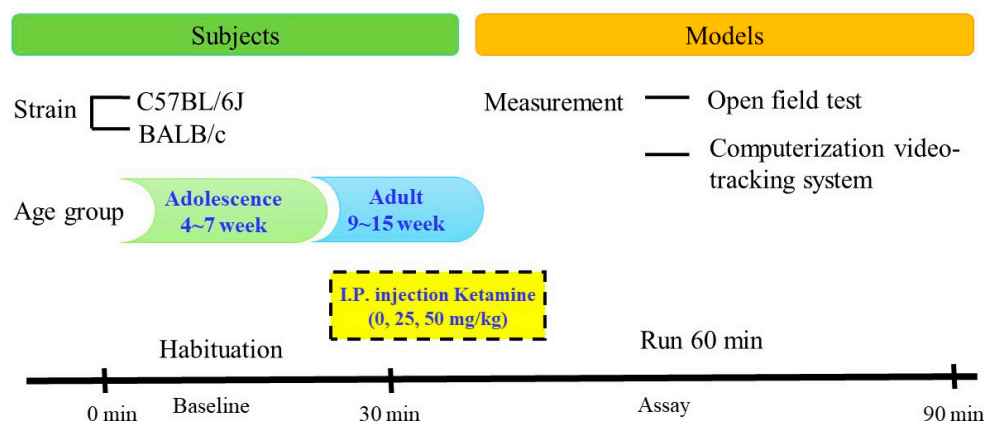 Subjects
Models
Strain
C57BL/6J
BALB/c
Measurement
Open field test
Computerization video-
tracking system
Age group
Adolescence
4~7 week
Adult
9~15 week
I.P. injection Ketamine
(0, 25, 50 mg/kg)
Habituation
Run 60 min
0 min
Baseline
30 min
Assay
90 min